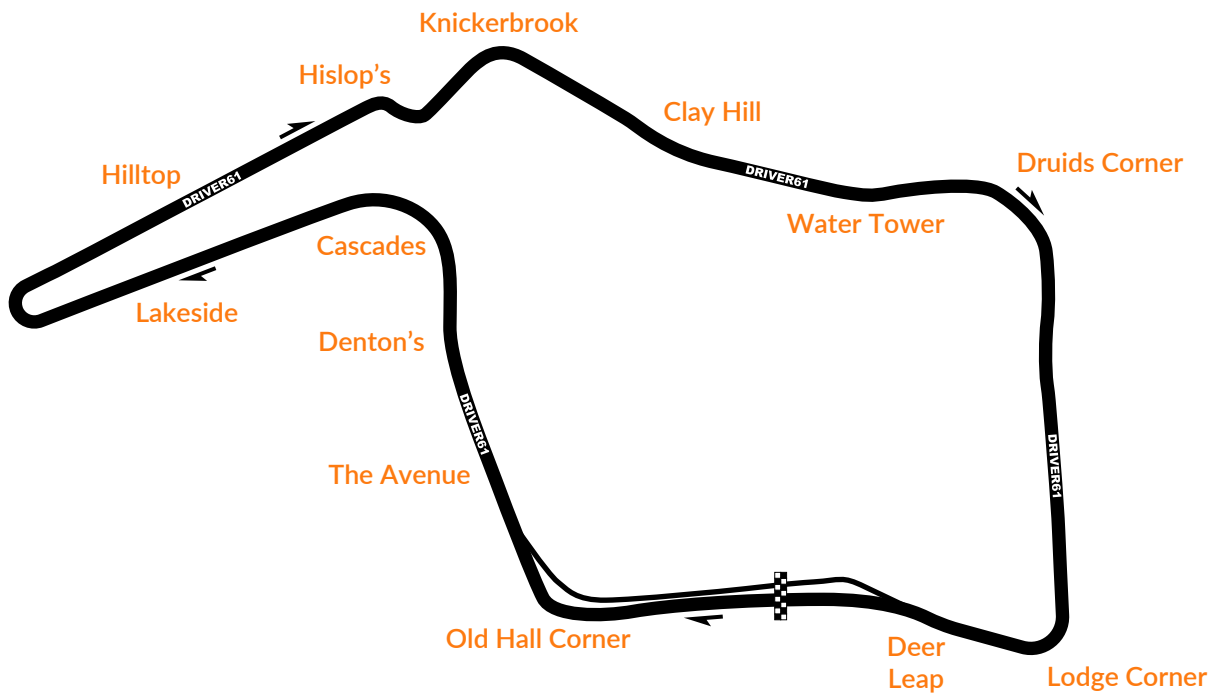 Knickerbrook
Hislop's
Clay Hill
Druids Corner
Hilltop
DRIVER61
DRIVER61
Water Tower
Cascades
Lakeside
Denton's
DRIVER61
The Avenue
DRIVER61
Old Hall Corner
Deer
Leap
Lodge Corner